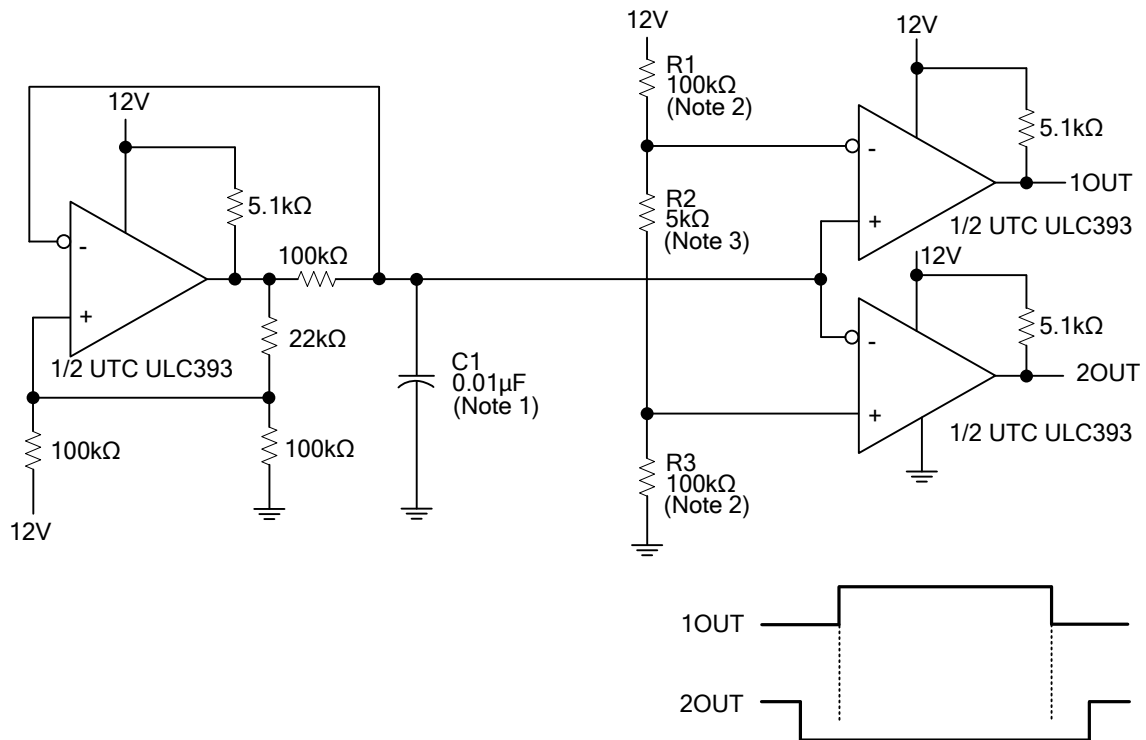 12V
5.1kΩ
-
+
1/2 UTC ULC393
100kΩ
22kΩ
100kΩ
100kΩ
12V
C1
0.01µF
(Note 1)
12V
R1
100kΩ
(Note 2)
R2
5kΩ
(Note 3)
R3
100kΩ
(Note 2)
12V
-
+
5.1kΩ
1OUT
1/2 UTC ULC393
12V
-
+
5.1kΩ
2OUT
1/2 UTC ULC393
1OUT
2OUT